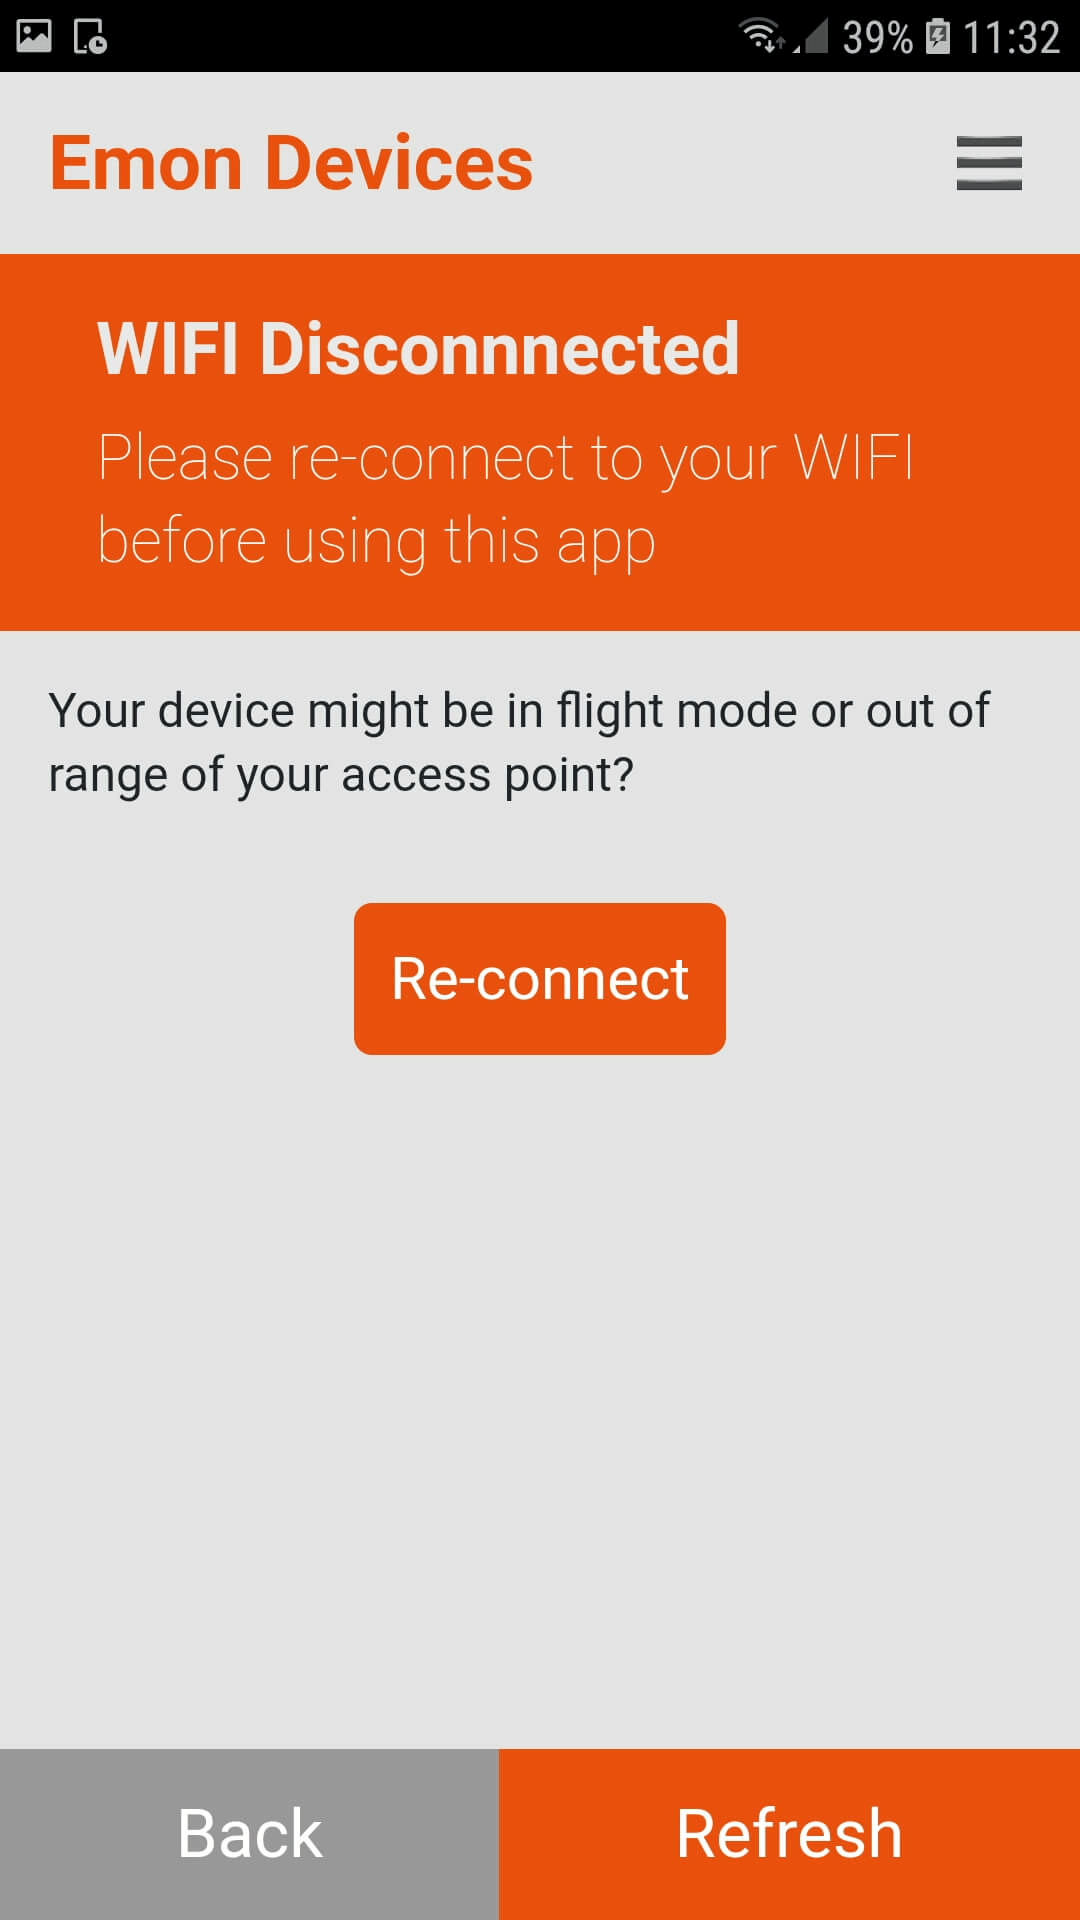 39% 11:32
Emon Devices
WIFI Disconnnected
Please re-connect to your WIFI
before using this app
Your device might be in flight mode or out of
range of your access point?
Re-connect
Back Refresh